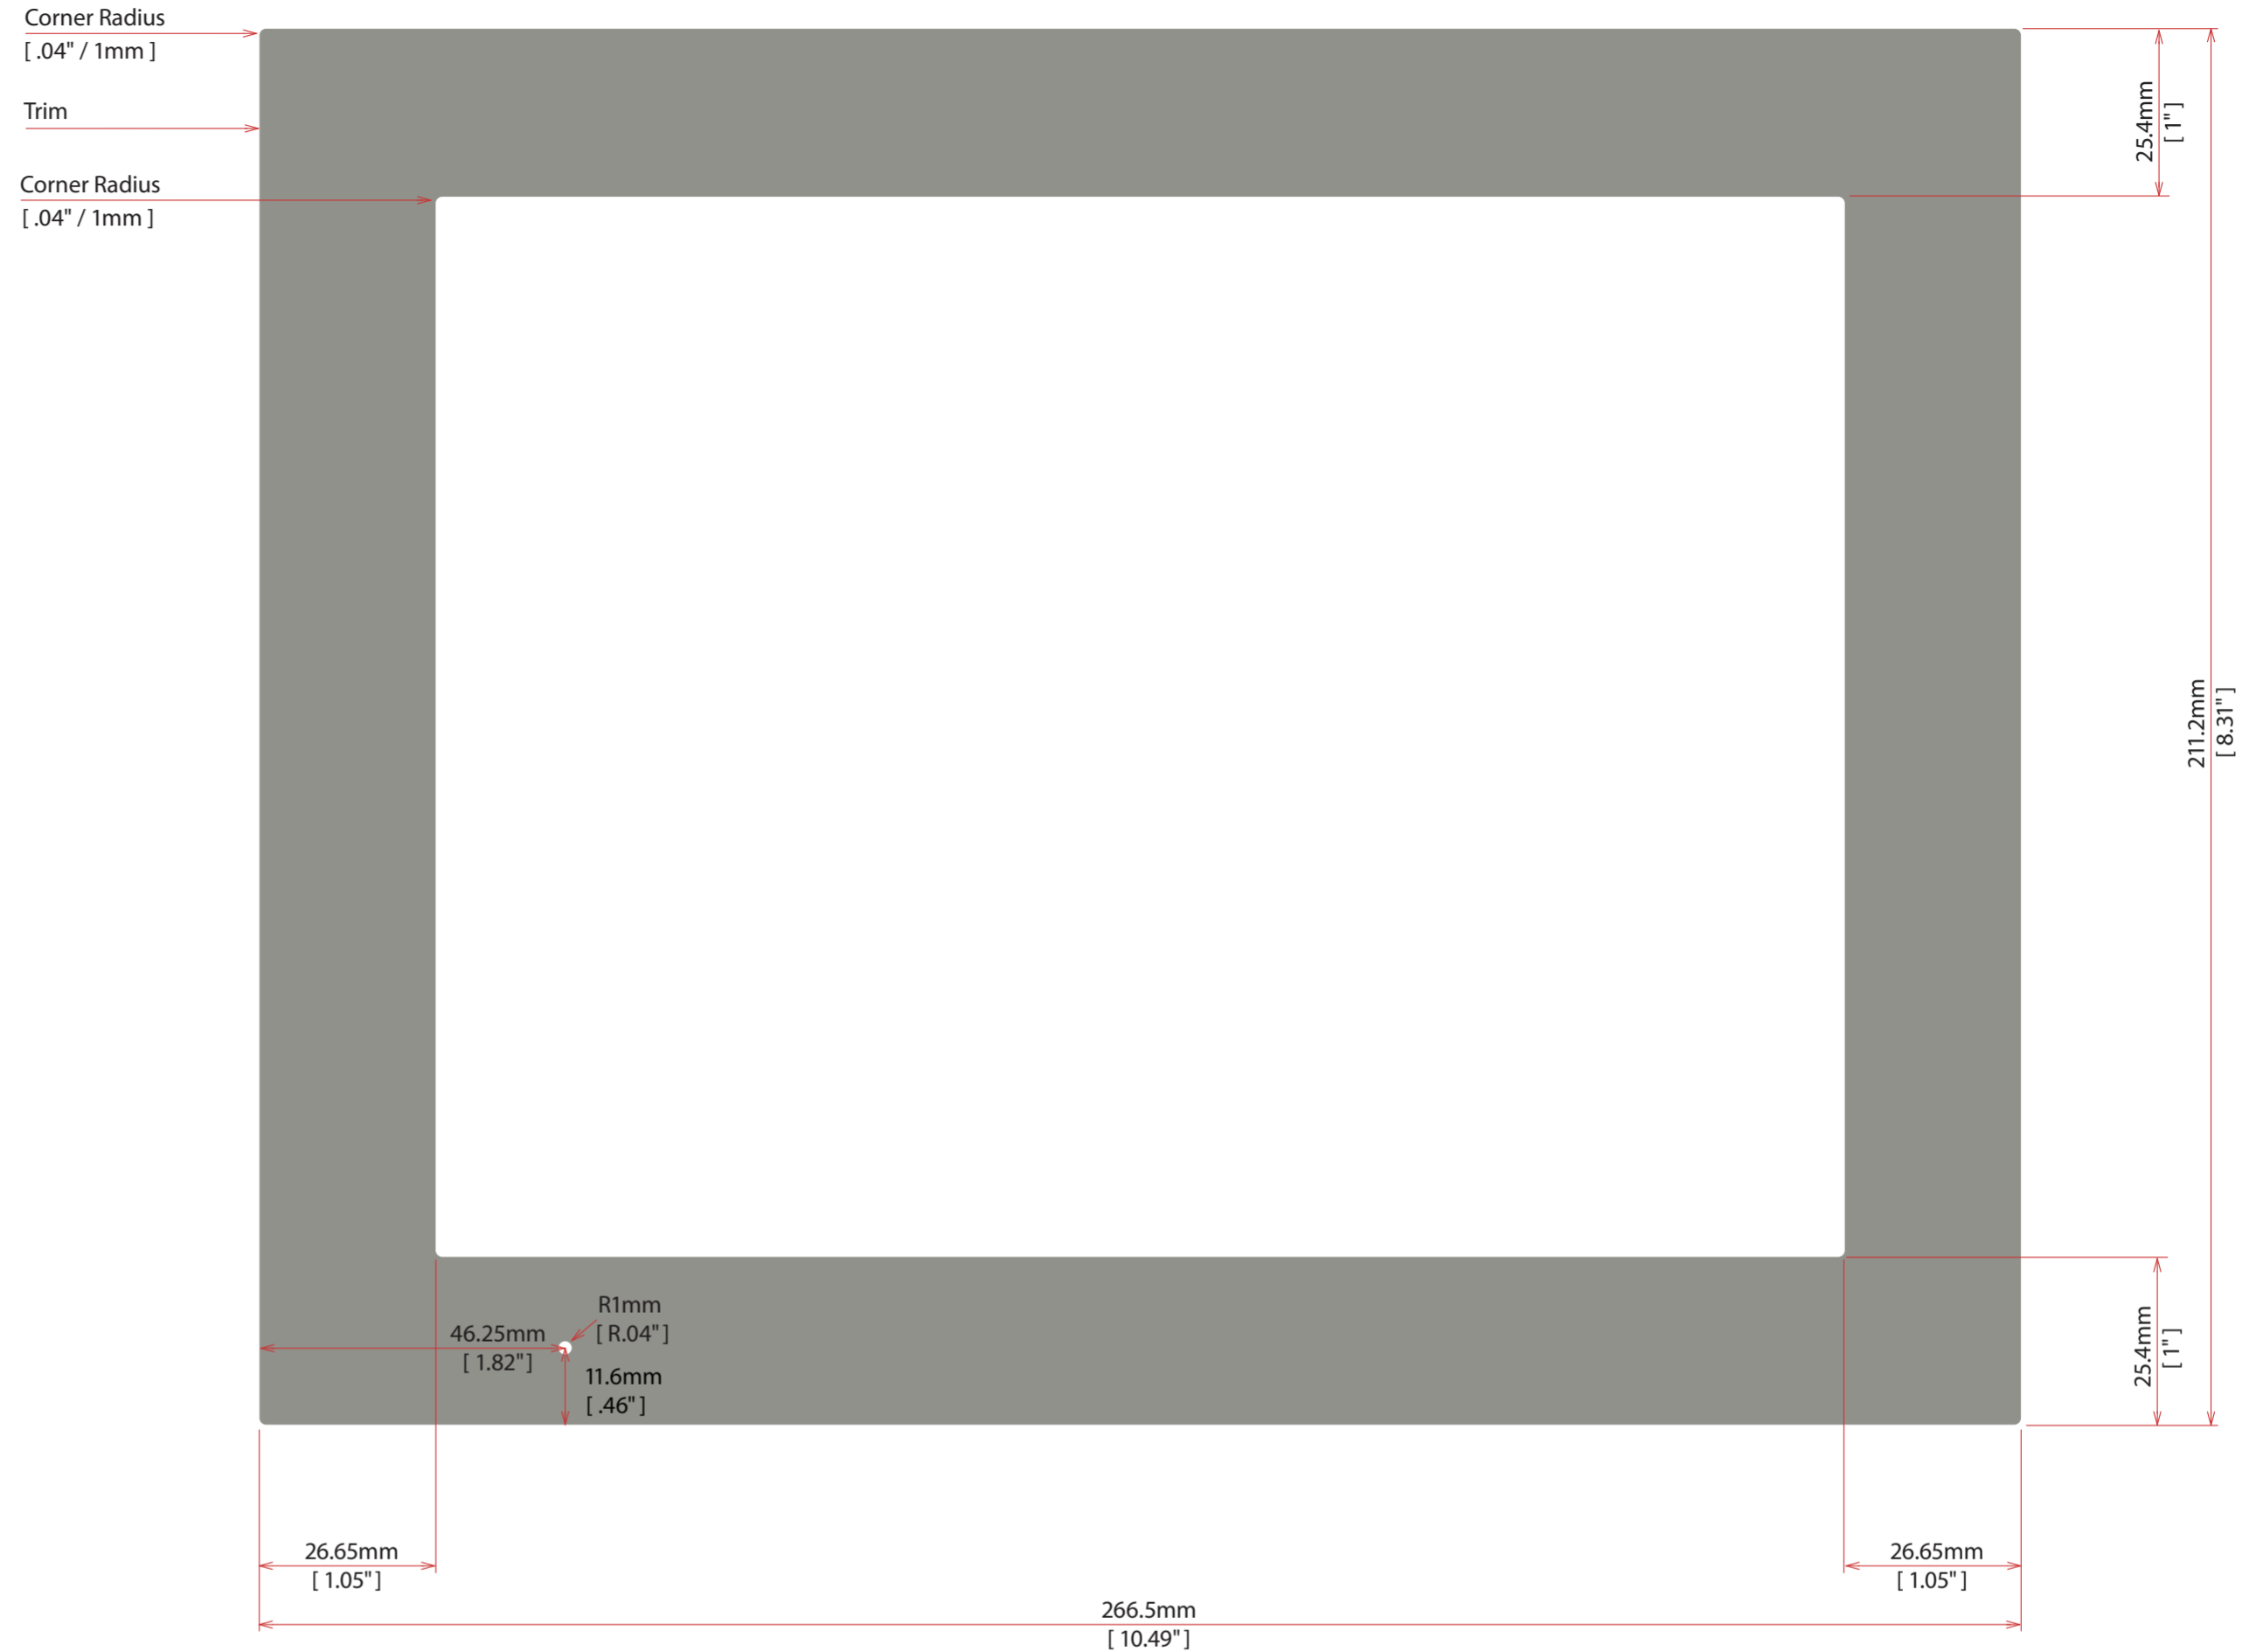 Corner Radius
[ .04" / 1mm ]
Trim
Corner Radius
[ .04" / 1mm ]
25.4mm
[ 1" ]
211.2mm
[ 8.31" ]
R1mm
[ R.04" ]
46.25mm
[ 1.82" ]
11.6mm
[ .46" ]
25.4mm
[ 1" ]
26.65mm
[ 1.05" ]
26.65mm
[ 1.05" ]
266.5mm
[ 10.49" ]